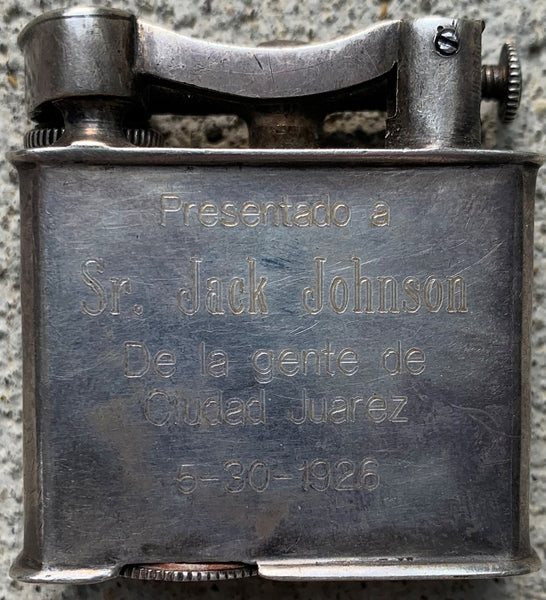 Presentado a
Sr. Jack Johnson
De la gente de
Ciudad Juarez
5-30-1926